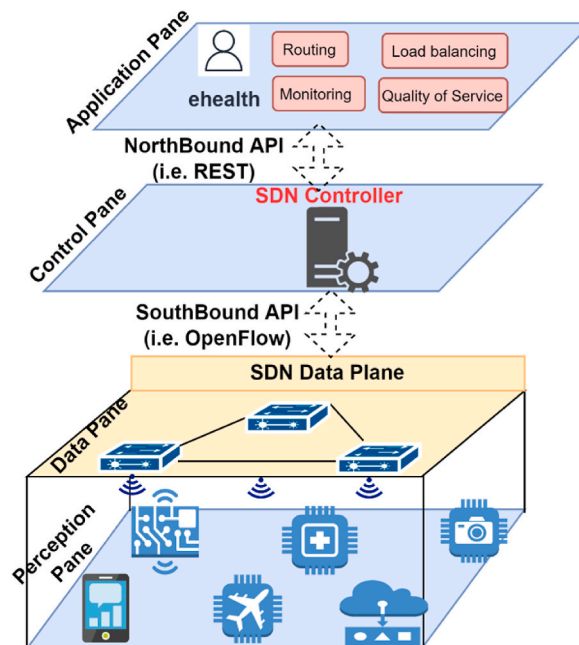 Application Pane
Routing
Load balancing
ehealth
Monitoring
Quality of Service
NorthBound API
(i.e. REST)
Control Pane
SDN Controller
SouthBound API
(i.e. OpenFlow)
SDN Data Plane
Data Pane
Perception
Pane